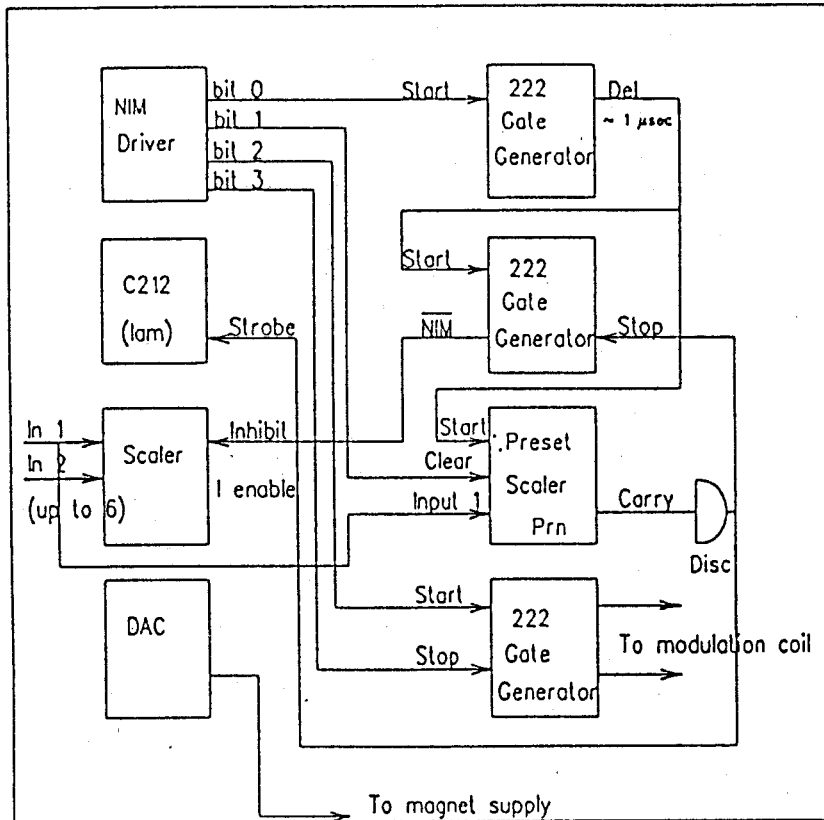 NIM
Driver
bit 0
bit 1
bit 2
bit 3
Start
222
Gate
Generator
Del
~ 1 µsec
C212
(lam)
Strobe
Start
222
Gate
Generator
NIM
Stop
In 1
In 2
(up to 6)
Scaler
Inhibit
I enable
Start
Clear
Input 1
Preset
Scaler
Prn
Carry
Disc
DAC
Start
Stop
222
Gate
Generator
To modulation coil
To magnet supply